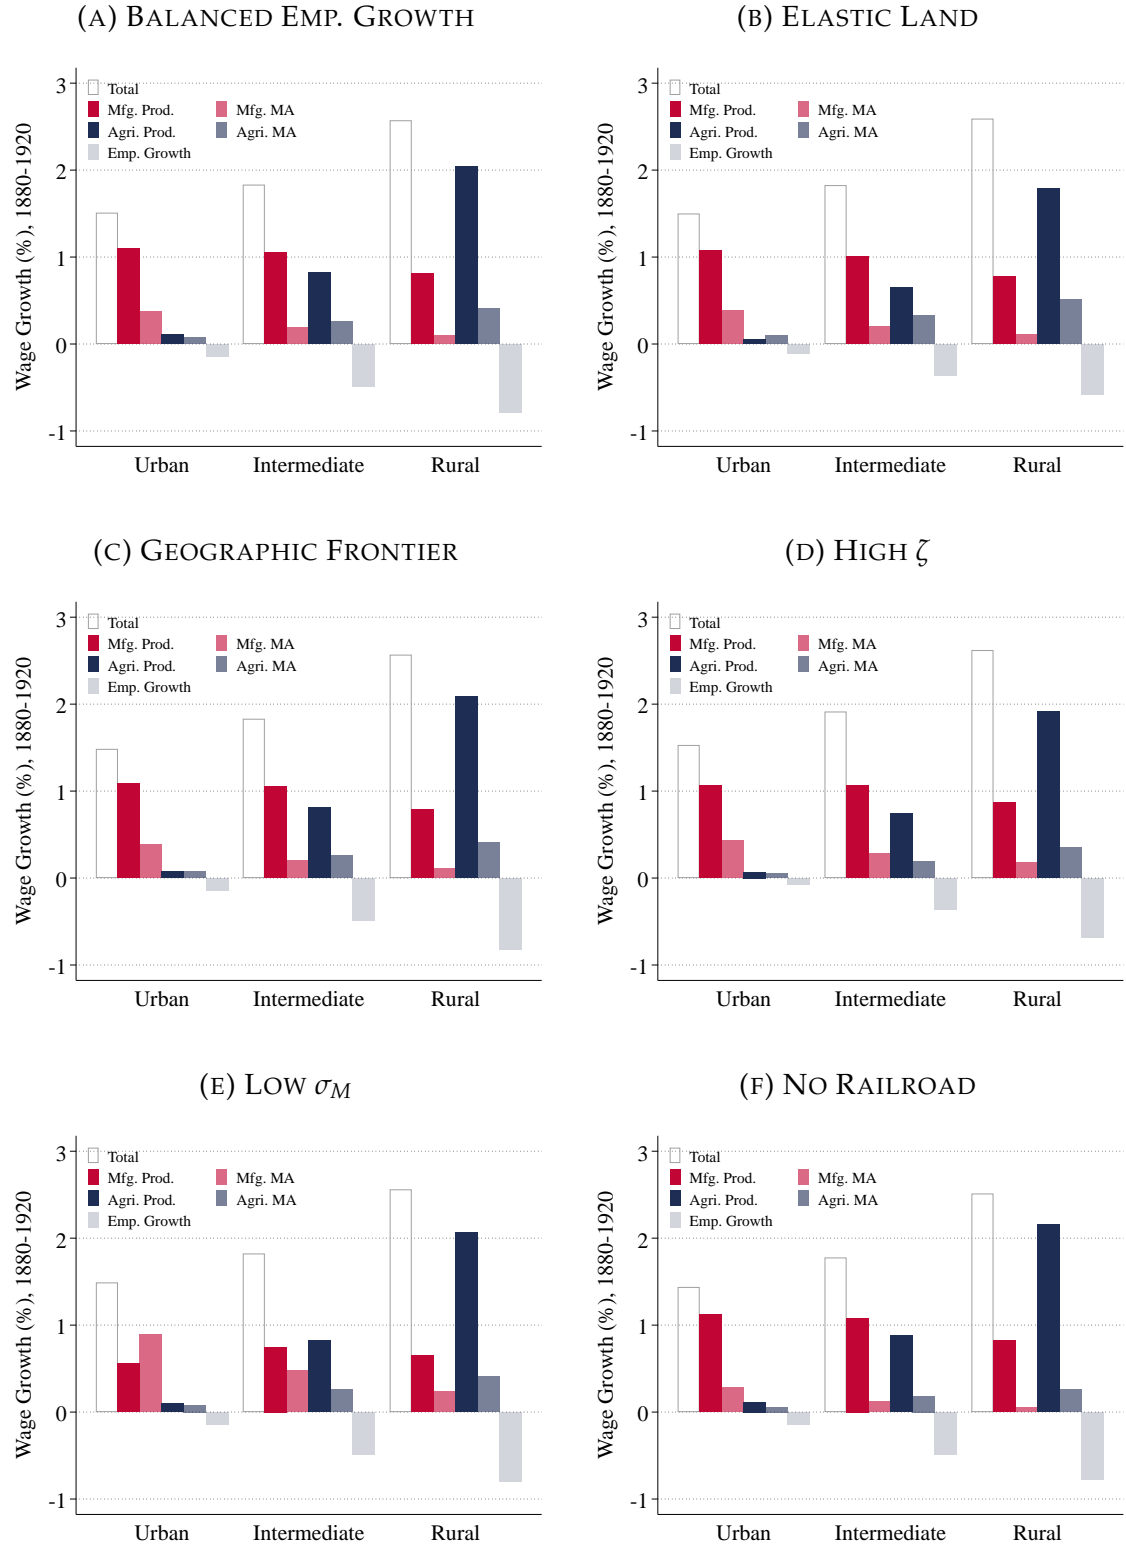 (A) BALANCED EMP. GROWTH
Wage Growth (%), 1880-1920
3
2
1
0
-1
Total
Mfg. Prod. Mfg. MA
Agri. Prod. Agri. MA
Emp. Growth
Urban Intermediate Rural
(B) ELASTIC LAND
Wage Growth (%), 1880-1920
3
2
1
0
-1
Total
Mfg. Prod. Mfg. MA
Agri. Prod. Agri. MA
Emp. Growth
Urban Intermediate Rural
(C) GEOGRAPHIC FRONTIER
Wage Growth (%), 1880-1920
3
2
1
0
-1
Total
Mfg. Prod. Mfg. MA
Agri. Prod. Agri. MA
Emp. Growth
Urban Intermediate Rural
(D) HIGH ζ
Wage Growth (%), 1880-1920
3
2
1
0
-1
Total
Mfg. Prod. Mfg. MA
Agri. Prod. Agri. MA
Emp. Growth
Urban Intermediate Rural
(E) LOW σ_M
Wage Growth (%), 1880-1920
3
2
1
0
-1
Total
Mfg. Prod. Mfg. MA
Agri. Prod. Agri. MA
Emp. Growth
Urban Intermediate Rural
(F) NO RAILROAD
Wage Growth (%), 1880-1920
3
2
1
0
-1
Total
Mfg. Prod. Mfg. MA
Agri. Prod. Agri. MA
Emp. Growth
Urban Intermediate Rural